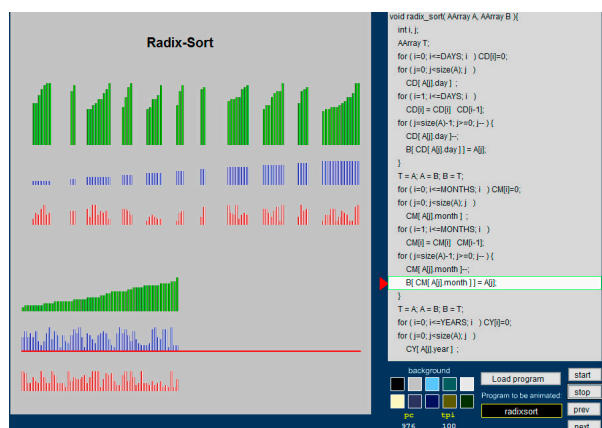 Radix-Sort
void radix_sort( AArray A, AArray B ){
int i, j;
AArray T;
for ( i=0; i<=DAYS; i ) CD[i]=0;
for ( j=0; j<size(A); j )
CD[ A[j].day ] ;
for ( i=1; i<=DAYS; i )
CD[i] = CD[i] CD[i-1];
for ( j=size(A)-1; j>=0; j-- ) {
CD[ A[j].day ]--;
B[ CD[ A[j].day ] ] = A[j];
}
T = A; A = B; B = T;
for ( i=0; i<=MONTHS; i ) CM[i]=0;
for ( j=0; j<size(A); j )
CM[ A[j].month ] ;
for ( i=1; i<=MONTHS; i )
CM[i] = CM[i] CM[i-1];
for ( j=size(A)-1; j>=0; j-- ) {
CM[ A[j].month ]--;
B[ CM[ A[j].month ] ] = A[j];
}
T = A; A = B; B = T;
for ( i=0; i<=YEARS; i ) CY[i]=0;
for ( j=0; j<size(A); j )
CY[ A[j].year ] ;
background
Load program
start
Program to be animated:
stop
pc tpi
radixsort
prev
976 100
next